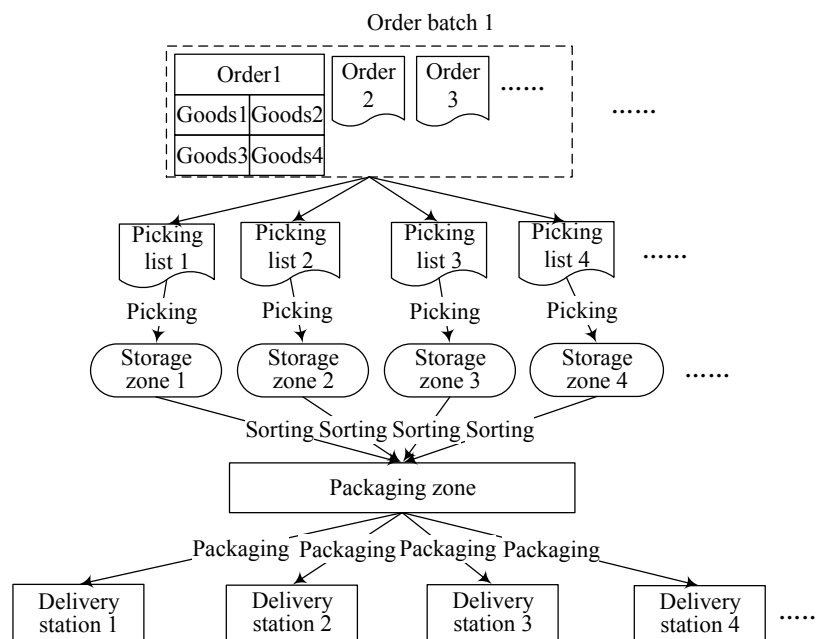 Order batch 1
Order1
Order
2
Order
3
......
......
Goods1 Goods2
Goods3 Goods4
Picking
list 1
Picking
list 2
Picking
list 3
Picking
list 4
......
Picking Picking Picking Picking
Storage
zone 1
Storage
zone 2
Storage
zone 3
Storage
zone 4
......
Sorting Sorting Sorting Sorting
Packaging zone
Packaging Packaging Packaging Packaging
Delivery
station 1
Delivery
station 2
Delivery
station 3
Delivery
station 4
......